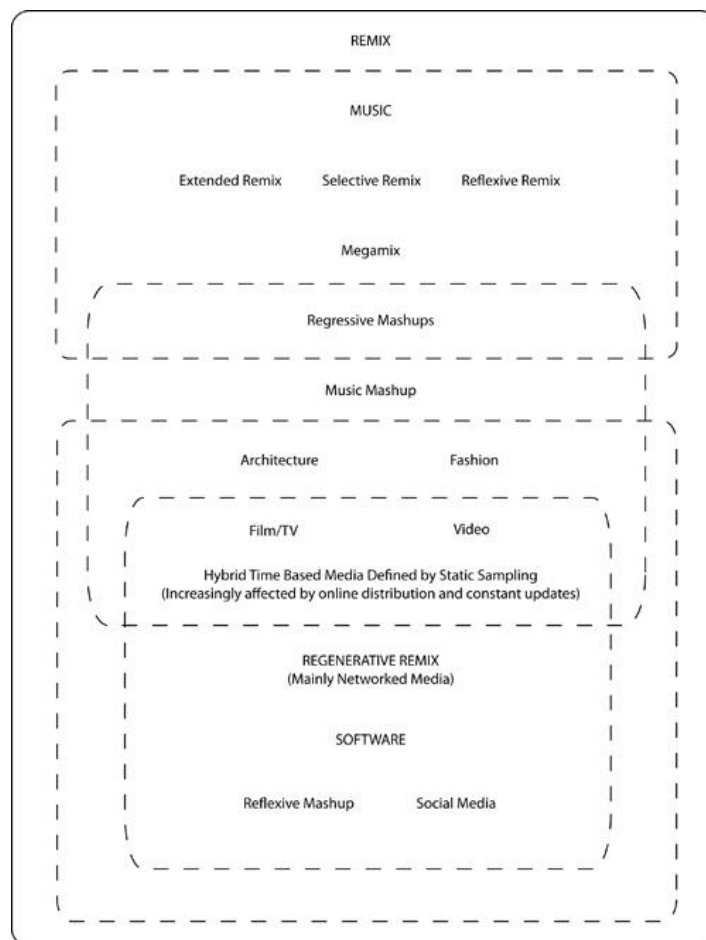 REMIX
MUSIC
Extended Remix Selective Remix Reflexive Remix
Megamix
Regressive Mashups
Music Mashup
Architecture Fashion
Film/TV Video
Hybrid Time Based Media Defined by Static Sampling
(Increasingly affected by online distribution and constant updates)
REGENERATIVE REMIX
(Mainly Networked Media)
SOFTWARE
Reflexive Mashup Social Media